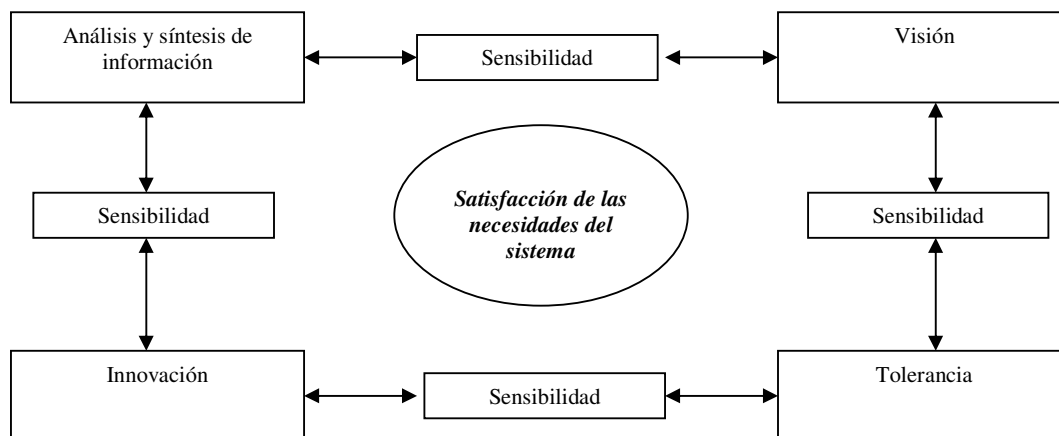 Análisis y síntesis de
información
Sensibilidad
Visión
Sensibilidad
Satisfacción de las
necesidades del
sistema
Sensibilidad
Innovación
Sensibilidad
Tolerancia